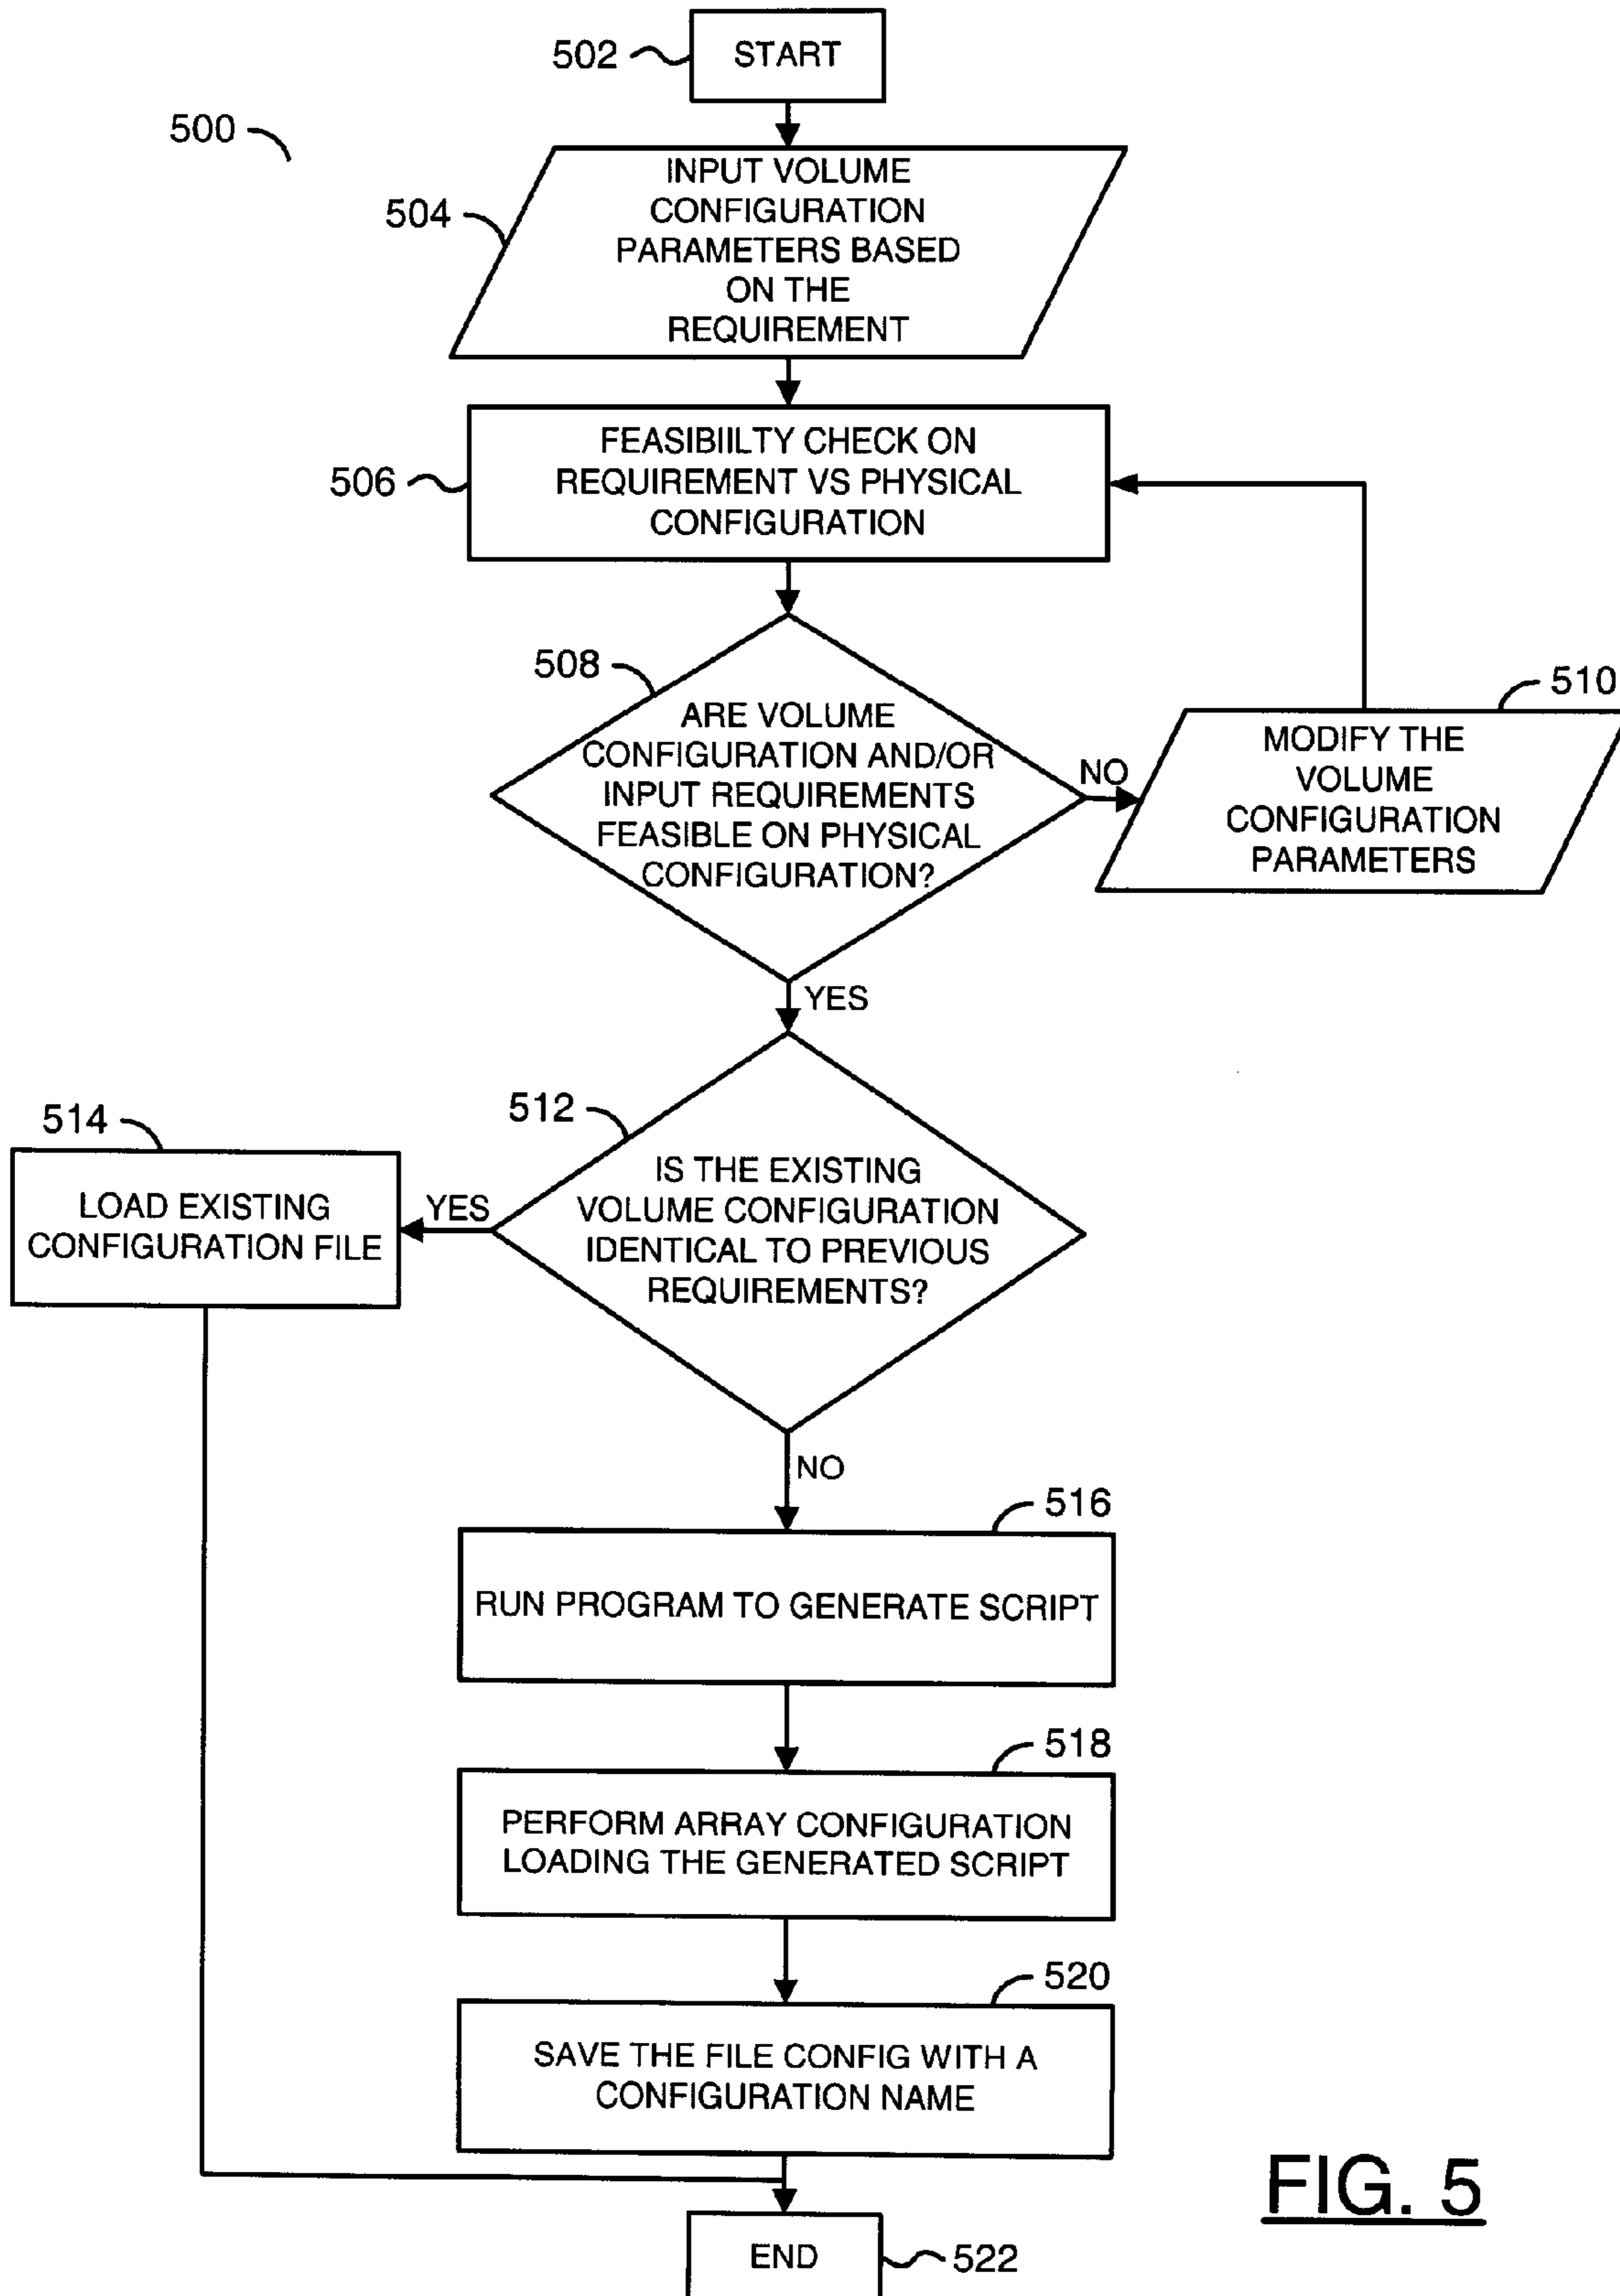 502
START
500
504
INPUT VOLUME
CONFIGURATION
PARAMETERS BASED
ON THE
REQUIREMENT
506
FEASIBIILTY CHECK ON
REQUIREMENT VS PHYSICAL
CONFIGURATION
508
ARE VOLUME
CONFIGURATION AND/OR
INPUT REQUIREMENTS
FEASIBLE ON PHYSICAL
CONFIGURATION?
NO
510
MODIFY THE
VOLUME
CONFIGURATION
PARAMETERS
YES
512
IS THE EXISTING
VOLUME CONFIGURATION
IDENTICAL TO PREVIOUS
REQUIREMENTS?
YES
514
LOAD EXISTING
CONFIGURATION FILE
NO
516
RUN PROGRAM TO GENERATE SCRIPT
518
PERFORM ARRAY CONFIGURATION
LOADING THE GENERATED SCRIPT
520
SAVE THE FILE CONFIG WITH A
CONFIGURATION NAME
END
522
FIG. 5